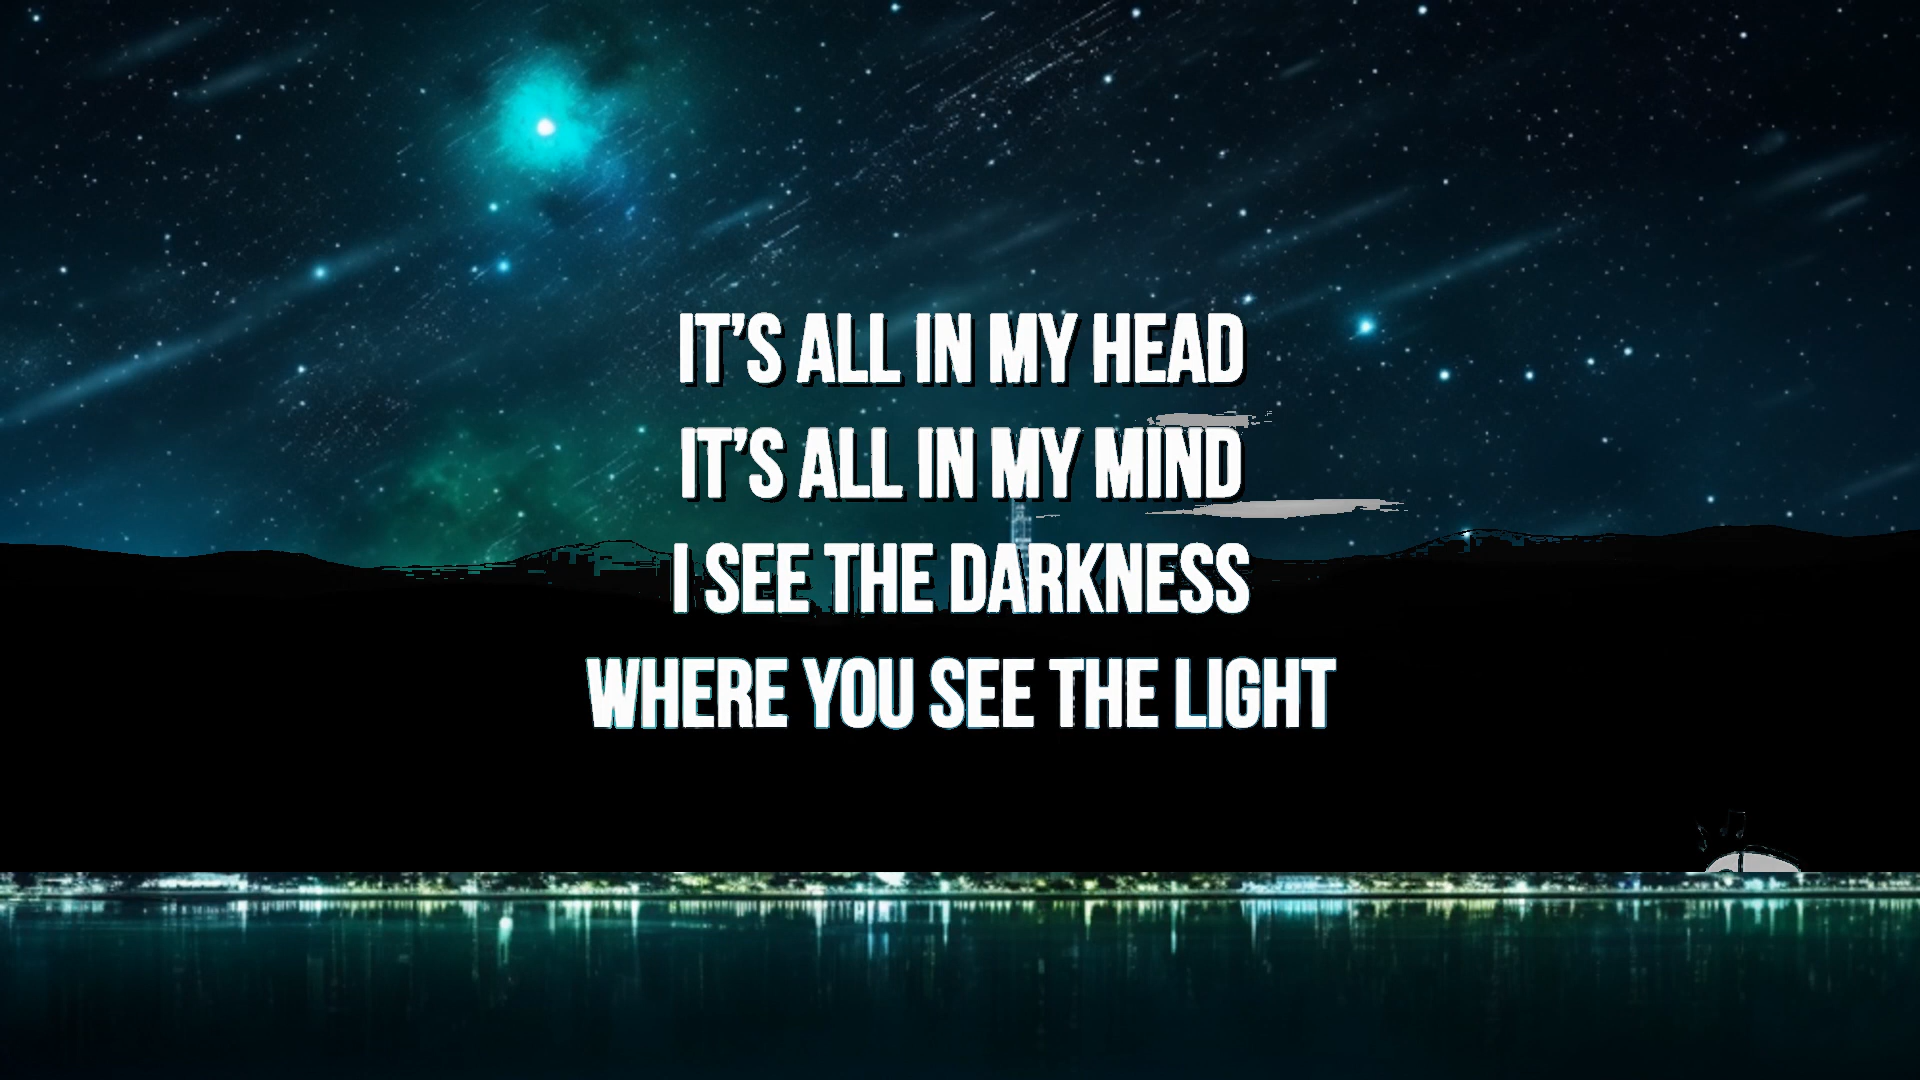 IT’S ALL IN MY HEAD
IT’S ALL IN MY MIND
I SEE THE DARKNESS
WHERE YOU SEE THE LIGHT